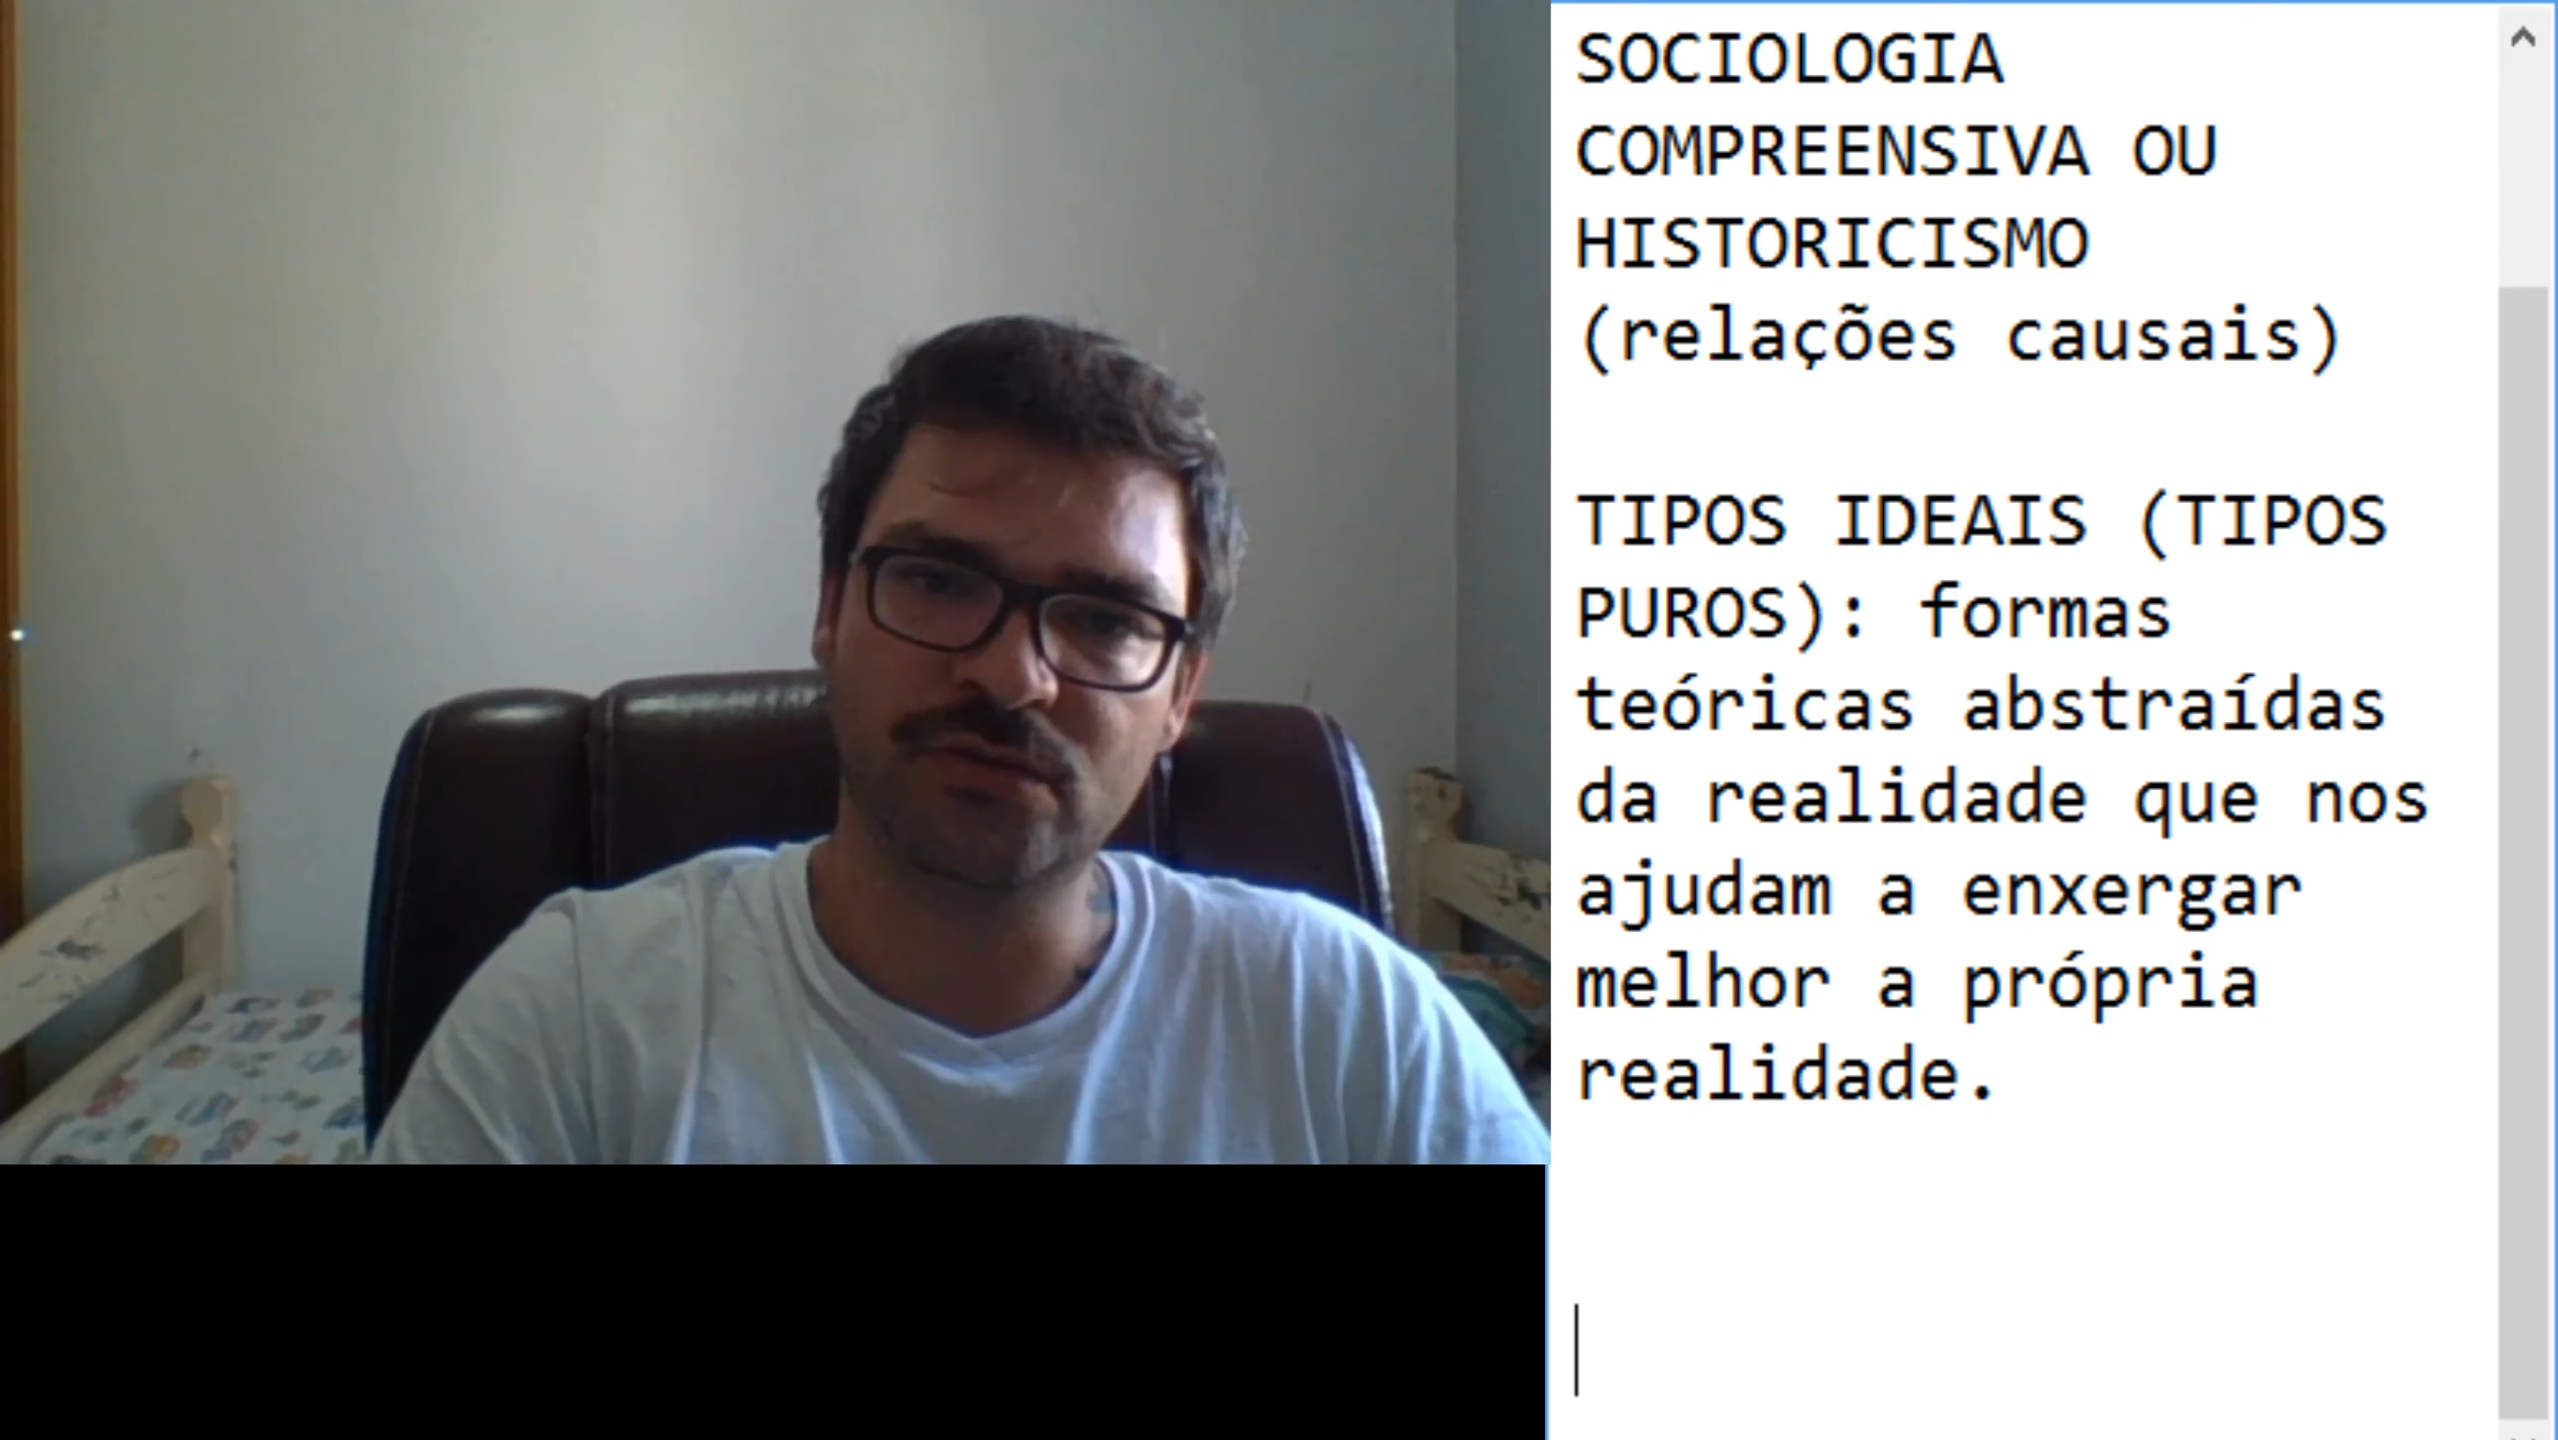 SOCIOLOGIA
COMPREENSIVA OU
HISTORICISMO
(relações causais)
TIPOS IDEAIS (TIPOS
PUROS): formas
teóricas abstraídas
da realidade que nos
ajudam a enxergar
melhor a própria
realidade.